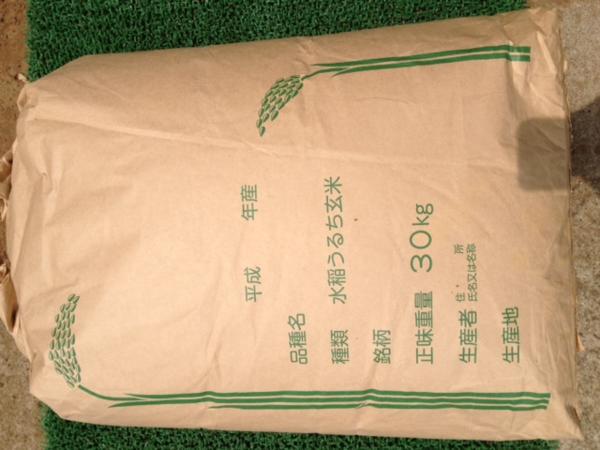 平成　　年産
品種名
種類　水稲うるち玄米
銘柄
正味重量　30kg
生産者 住所 氏名又は名称
生産地